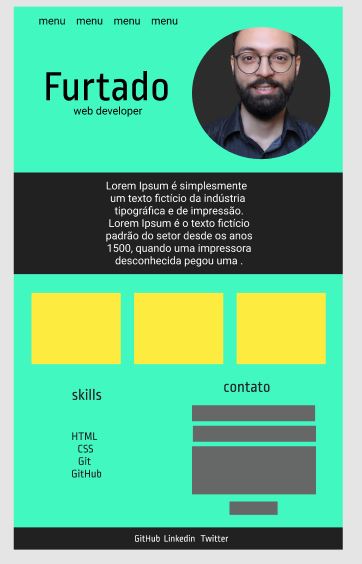 menu menu menu menu
Furtado
web developer
Lorem Ipsum é simplesmente
um texto fictício da indústria
tipográfica e de impressão.
Lorem Ipsum é o texto fictício
padrão do setor desde os anos
1500, quando uma impressora
desconhecida pegou uma .
skills
HTML
CSS
Git
GitHub
contato
GitHub Linkedin Twitter